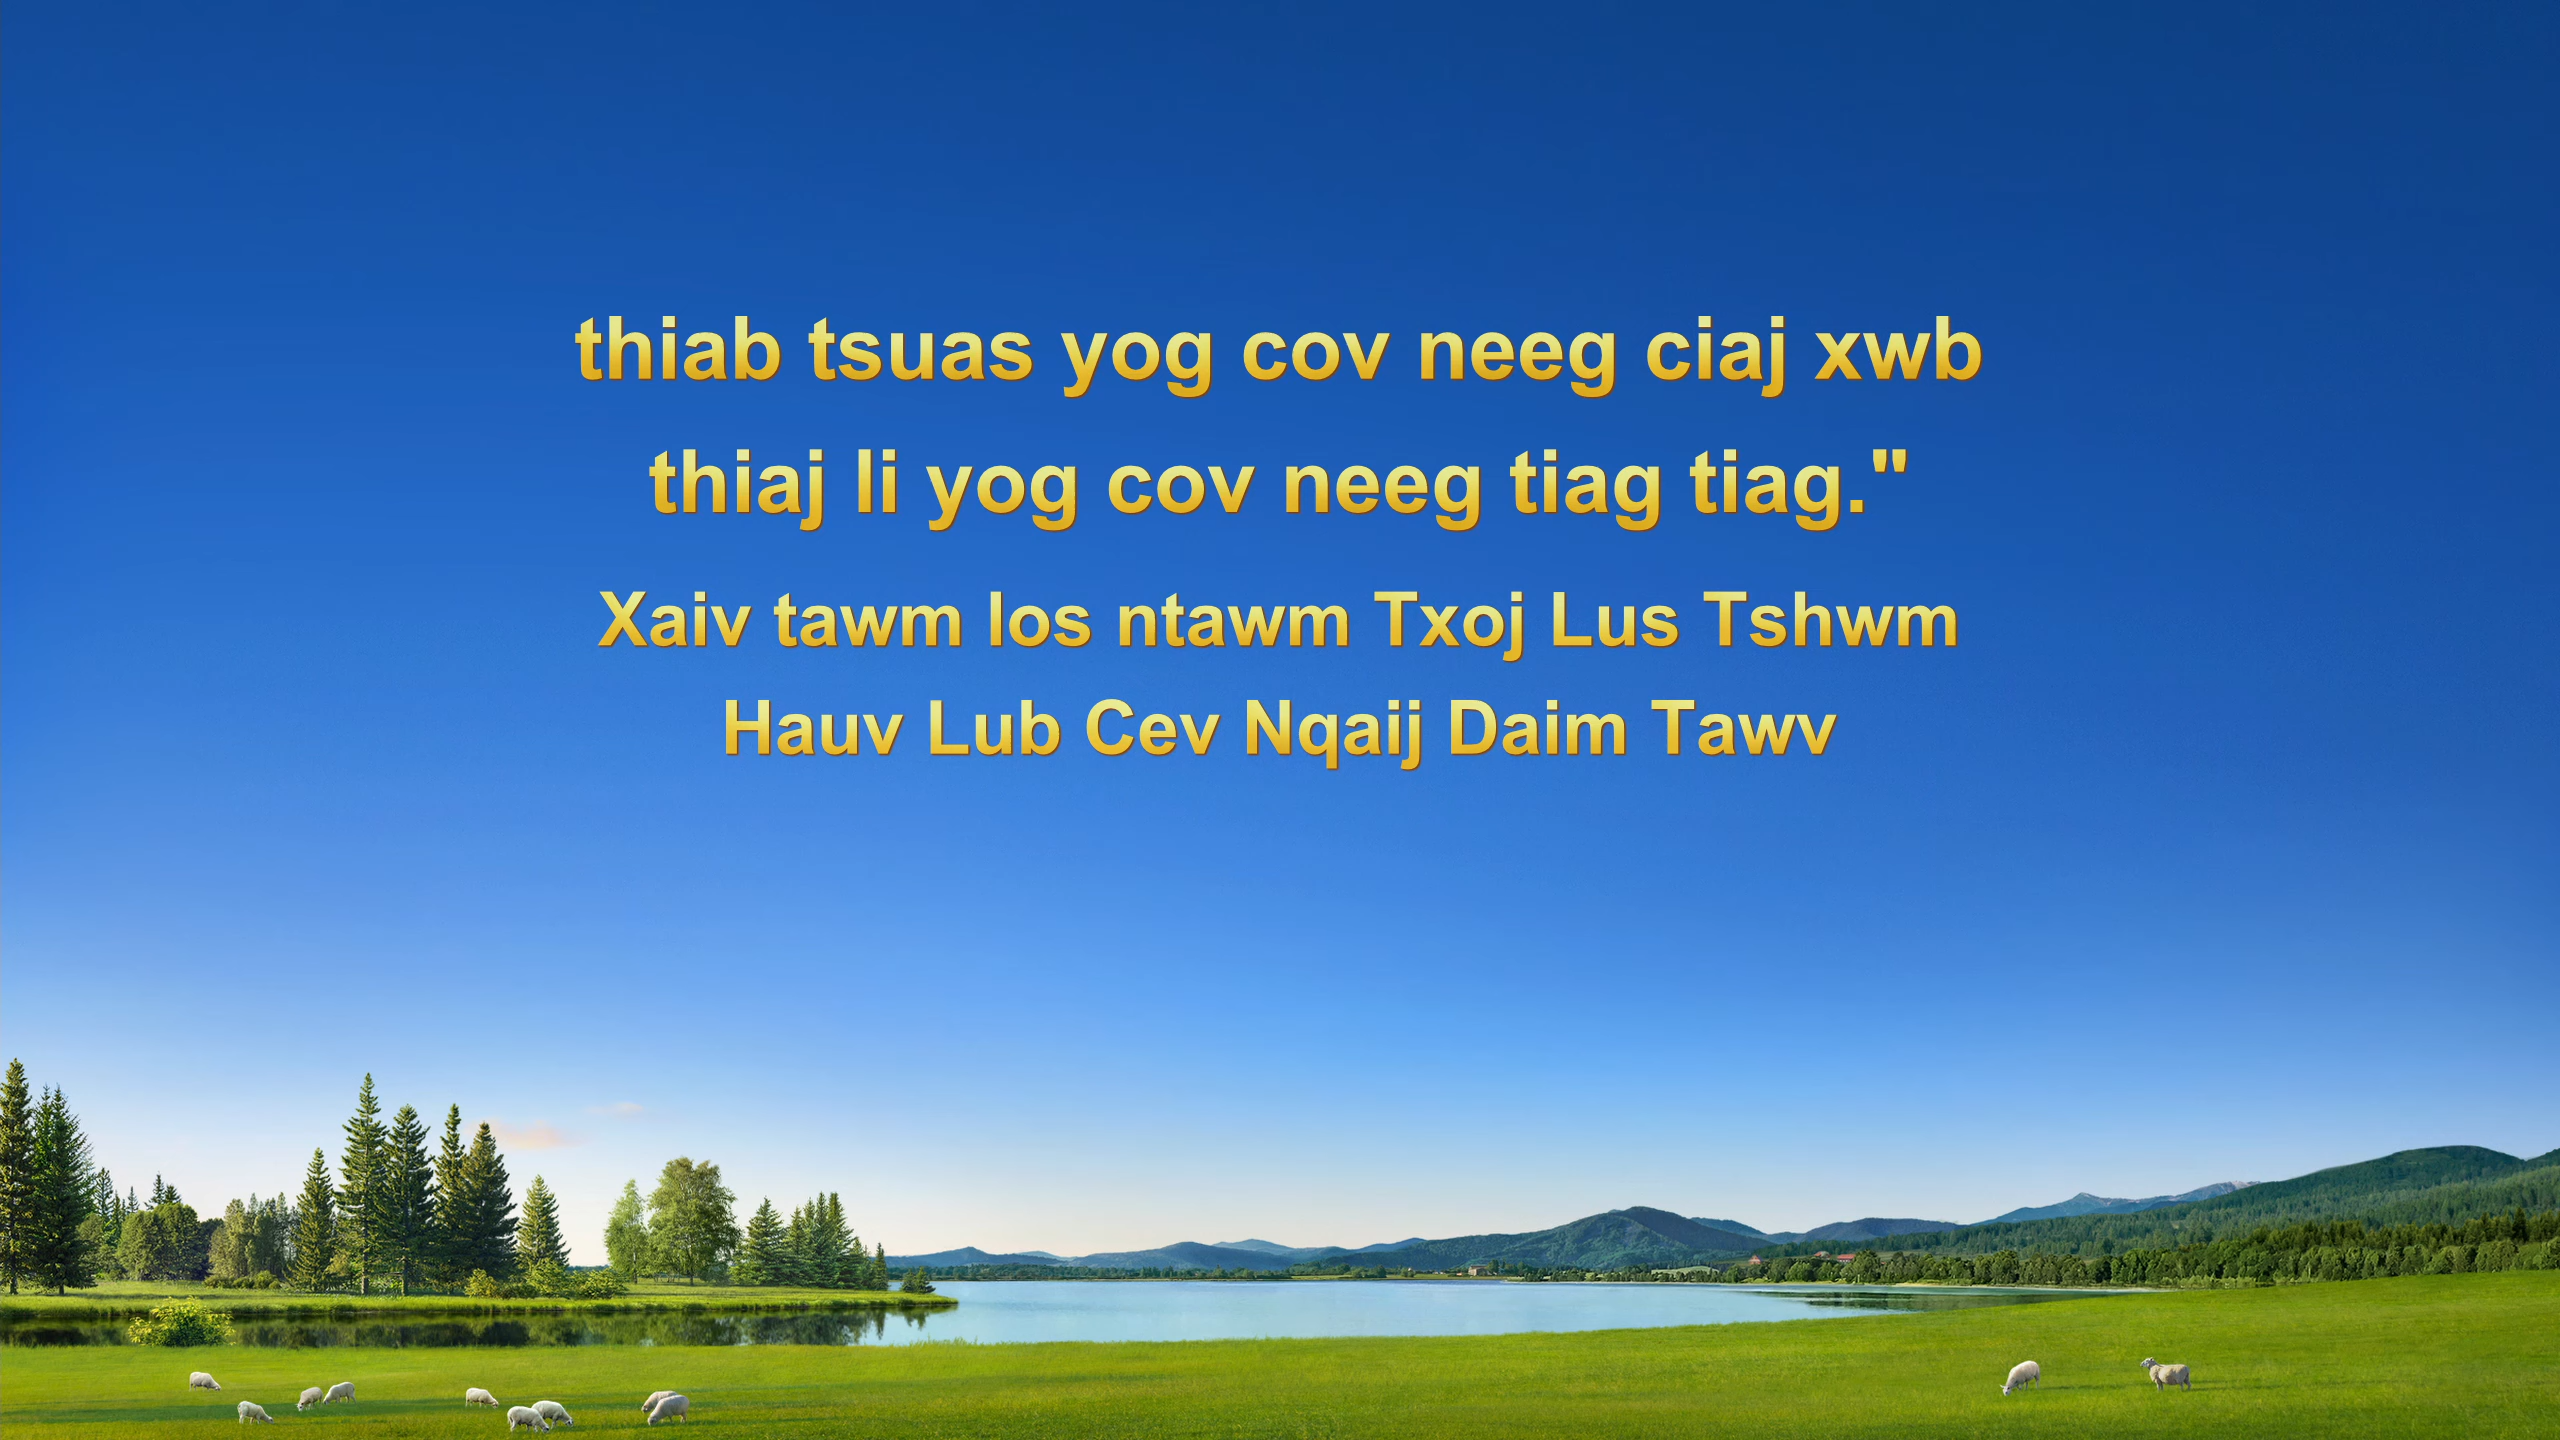 thiab tsuas yog cov neeg ciaj xwb
thiaj li yog cov neeg tiag tiag."
Xaiv tawm los ntawm Txoj Lus Tshwm
Hauv Lub Cev Nqaij Daim Tawv